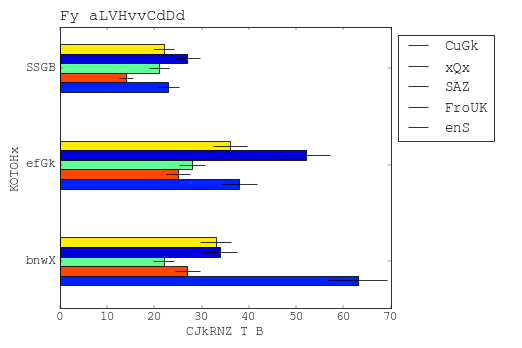 Fy aLVHvvCdDd
SSGB
efGk
bnwX
KOTOHx
0 10 20 30 40 50 60 70
CJkRNZ T B
CuGk
xQx
SAZ
FroUK
enS